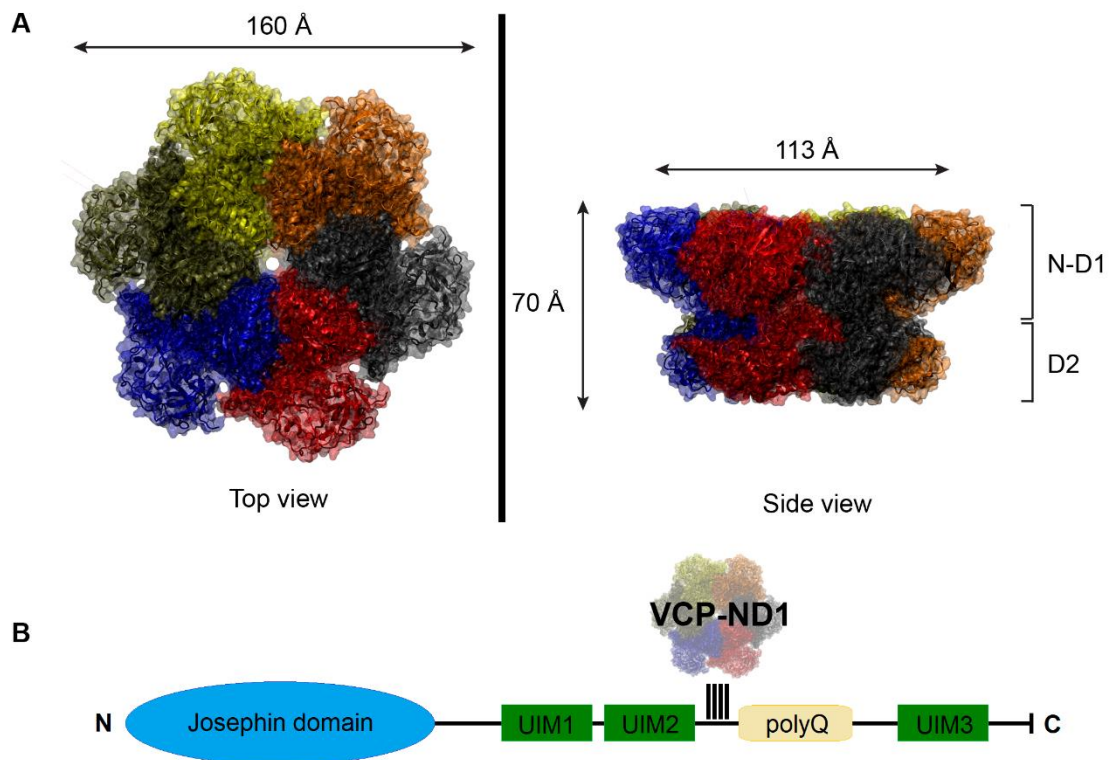 A
160 Å
113 Å
70 Å
N-D1
D2
Top view
Side view
B
VCP-ND1
N
Josephin domain
UIM1
UIM2
polyQ
UIM3
C